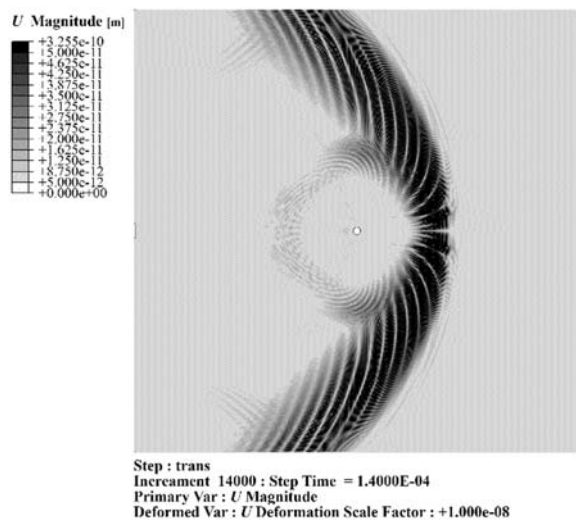 U Magnitude [m]
+3.255e-10
+5.000e-11
+4.625e-11
+4.250e-11
+3.875e-11
+3.500e-11
+3.125e-11
+2.750e-11
+2.375e-11
+2.000e-11
+1.625e-11
+1.250e-11
+8.750e-12
+5.000e-12
+0.000e+00
Step : trans
Increament 14000 : Step Time = 1.4000E-04
Primary Var : U Magnitude
Deformed Var : U Deformation Scale Factor : +1.000e-08